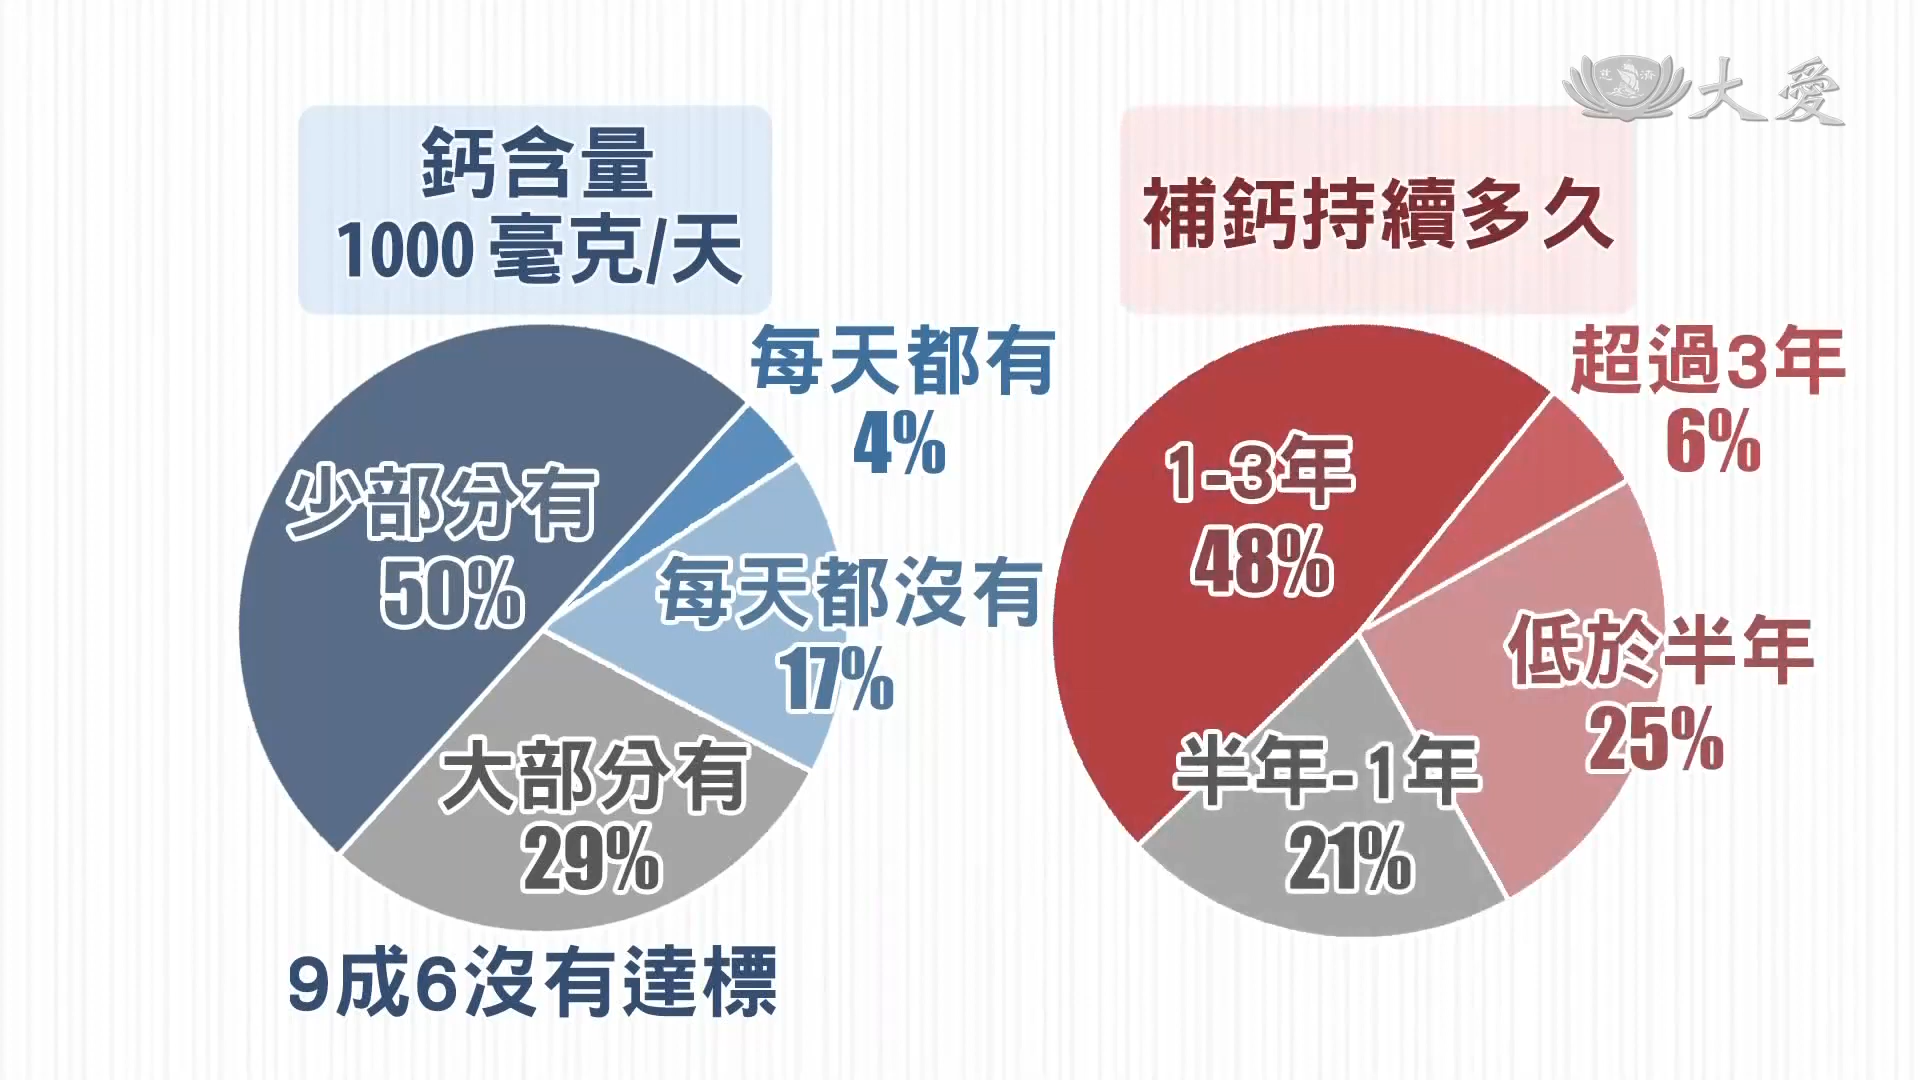 大愛
慈濟
鈣含量
1000毫克/天
每天都有
4%
少部分有
50%
每天都沒有
17%
大部分有
29%
9成6沒有達標
補鈣持續多久
超過3年
6%
1-3年
48%
低於半年
25%
半年-1年
21%